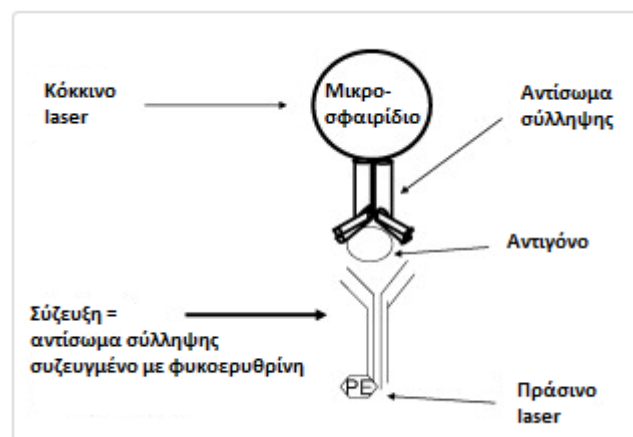 Κόκκινο
laser
Μικρο-
σφαιρίδιο
Αντίσωμα
σύλληψης
Αντιγόνο
Σύζευξη =
αντίσωμα σύλληψης
συζευγμένο με φυκοερυθρίνη
PE
Πράσινο
laser